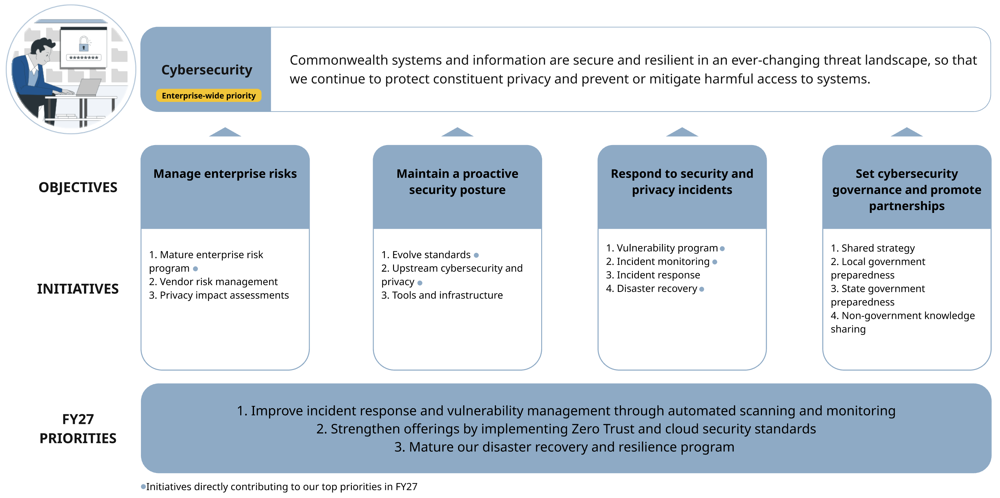 ********
Cybersecurity
Enterprise-wide priority
Commonwealth systems and information are secure and resilient in an ever-changing threat landscape, so that
we continue to protect constituent privacy and prevent or mitigate harmful access to systems.
OBJECTIVES
Manage enterprise risks
Maintain a proactive
security posture
Respond to security and
privacy incidents
Set cybersecurity
governance and promote
partnerships
INITIATIVES
1. Mature enterprise risk
program
2. Vendor risk management
3. Privacy impact assessments
1. Evolve standards
2. Upstream cybersecurity and
privacy
3. Tools and infrastructure
1. Vulnerability program
2. Incident monitoring
3. Incident response
4. Disaster recovery
1. Shared strategy
2. Local government
preparedness
3. State government
preparedness
4. Non-government knowledge
sharing
FY27
PRIORITIES
1. Improve incident response and vulnerability management through automated scanning and monitoring
2. Strengthen offerings by implementing Zero Trust and cloud security standards
3. Mature our disaster recovery and resilience program
Initiatives directly contributing to our top priorities in FY27